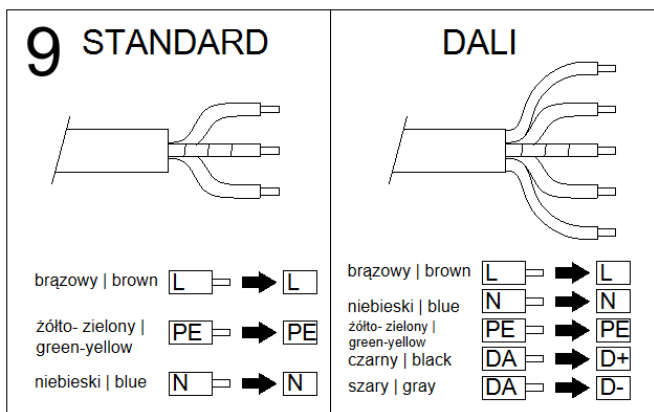 9 STANDARD
brązowy | brown L L
żółto- zielony |
green-yellow PE PE
niebieski | blue N N
DALI
brązowy | brown L L
niebieski | blue N N
żółto- zielony |
green-yellow PE PE
czarny | black DA D+
szary | gray DA D-